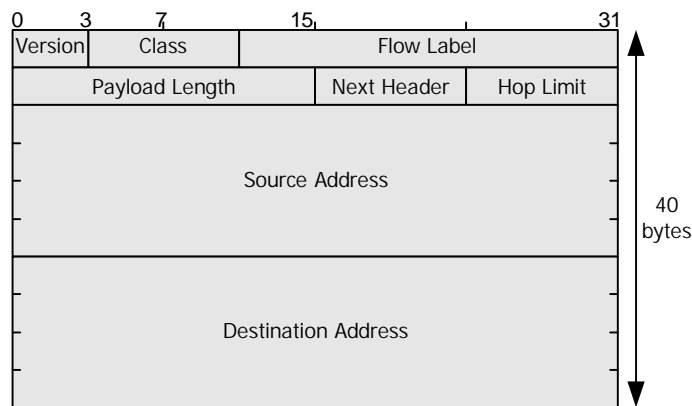 0 3 7 15 31
Version Class Flow Label
Payload Length Next Header Hop Limit
Source Address
40
bytes
Destination Address